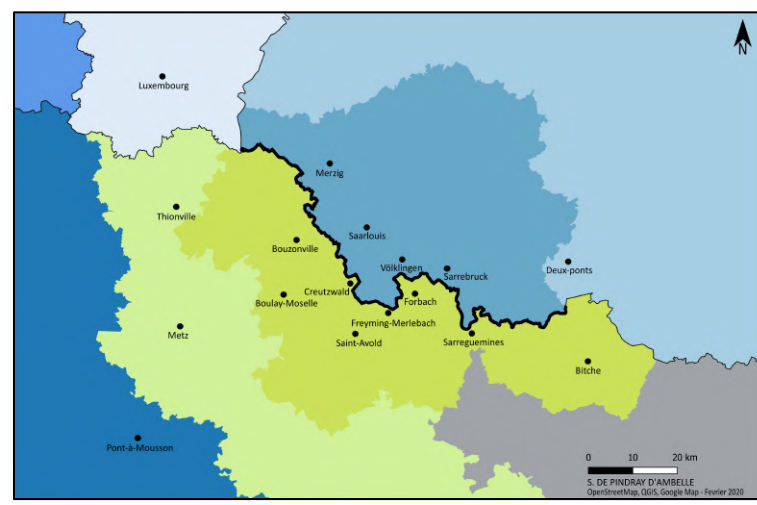 N
Luxembourg
Merzig
Thionville
Saarlouis
Bouzonville
Völklingen
Sarrebruck
Deux-ponts
Creutzwald
Boulay-Moselle
Forbach
Freyming-Merlebach
Metz
Saint-Avold
Sarreguemines
Bitche
Pont-à-Mousson
0 10 20 km
S. DE PINDRAY D'AMBELLE
OpenStreetMap, QGIS, Google Map - Fevrier 2020